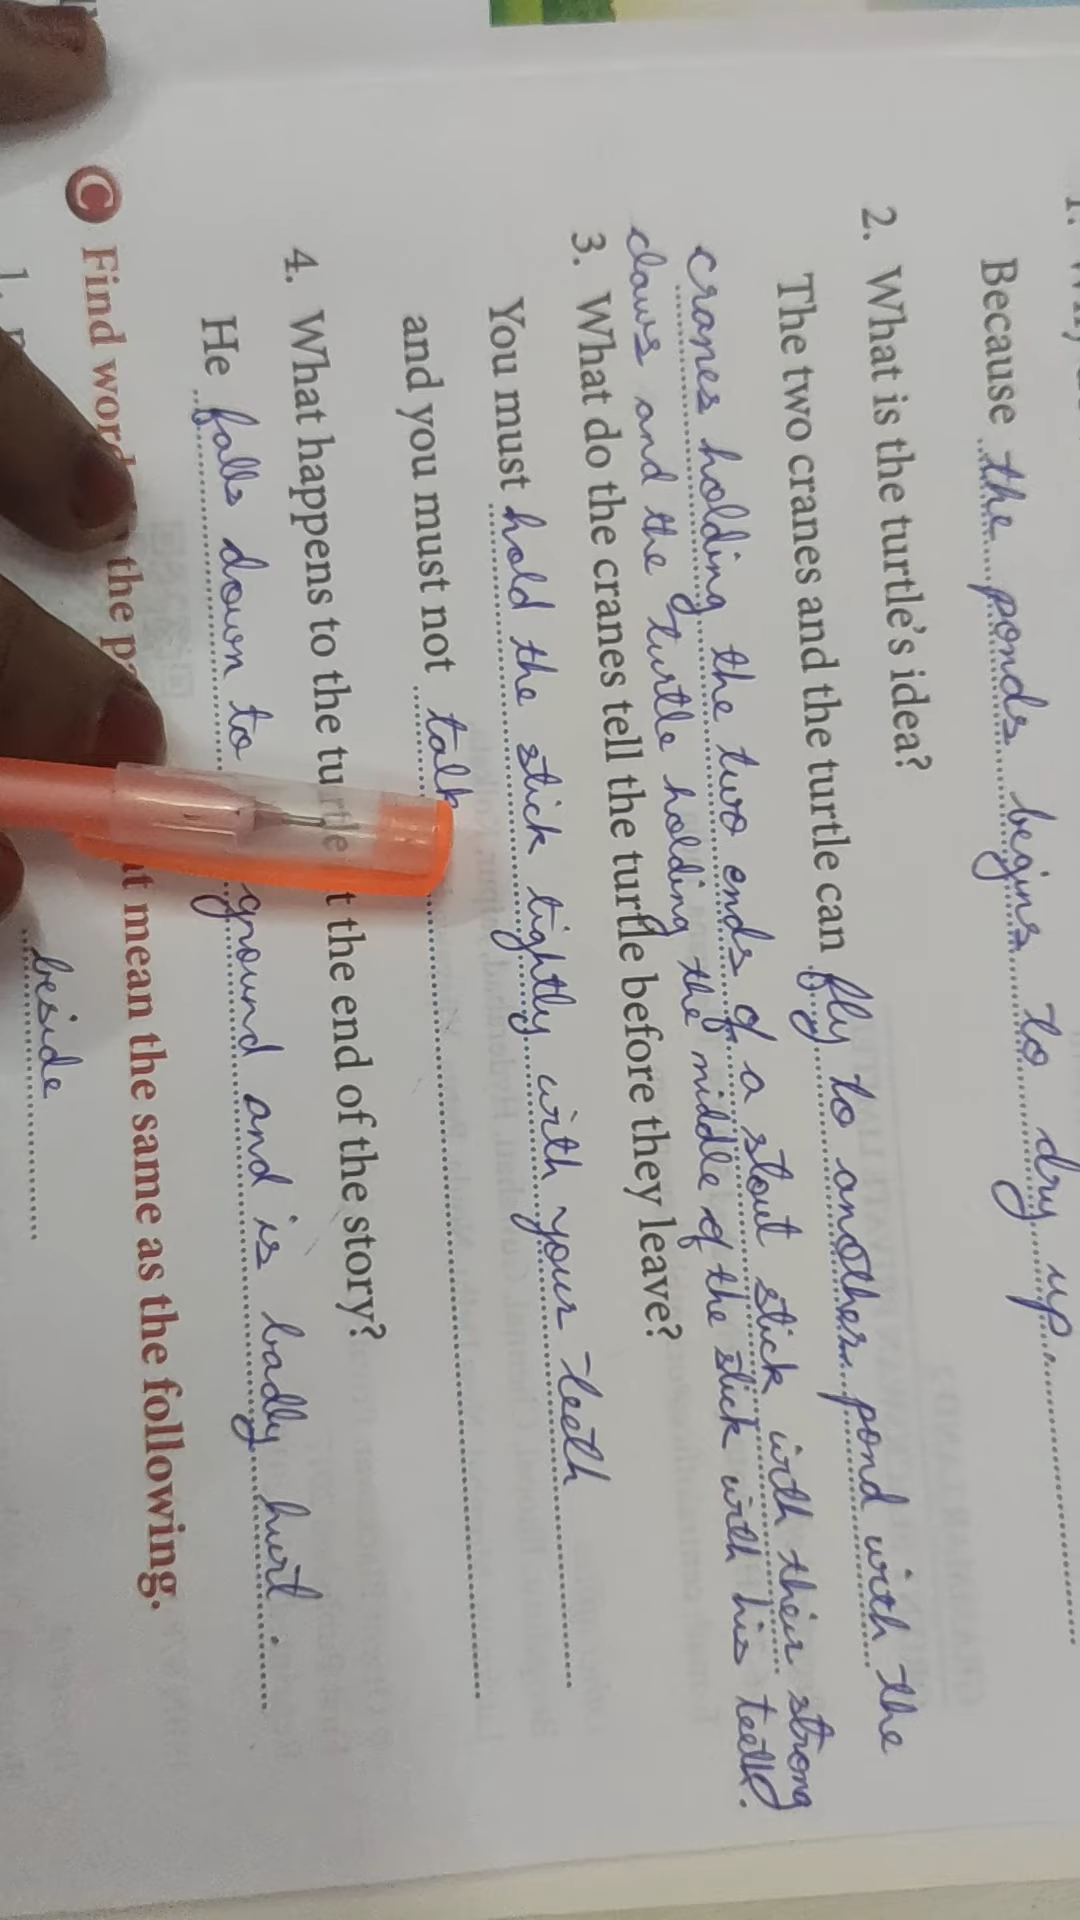 Because the ponds begins to dry up
2. What is the turtle's idea?
The two cranes and the turtle can fly to another pond with the
cranes holding the two ends of a stout stick with their strong
claws and the turtle holding the middle of the stick with his teeth.
3. What do the cranes tell the turtle before they leave?
You must hold the stick tightly with your teeth
and you must not talk
4. What happens to the turtle t the end of the story?
He falls down to ground and is badly hurt.
C Find word the pa at mean the same as the following.
1.
beside